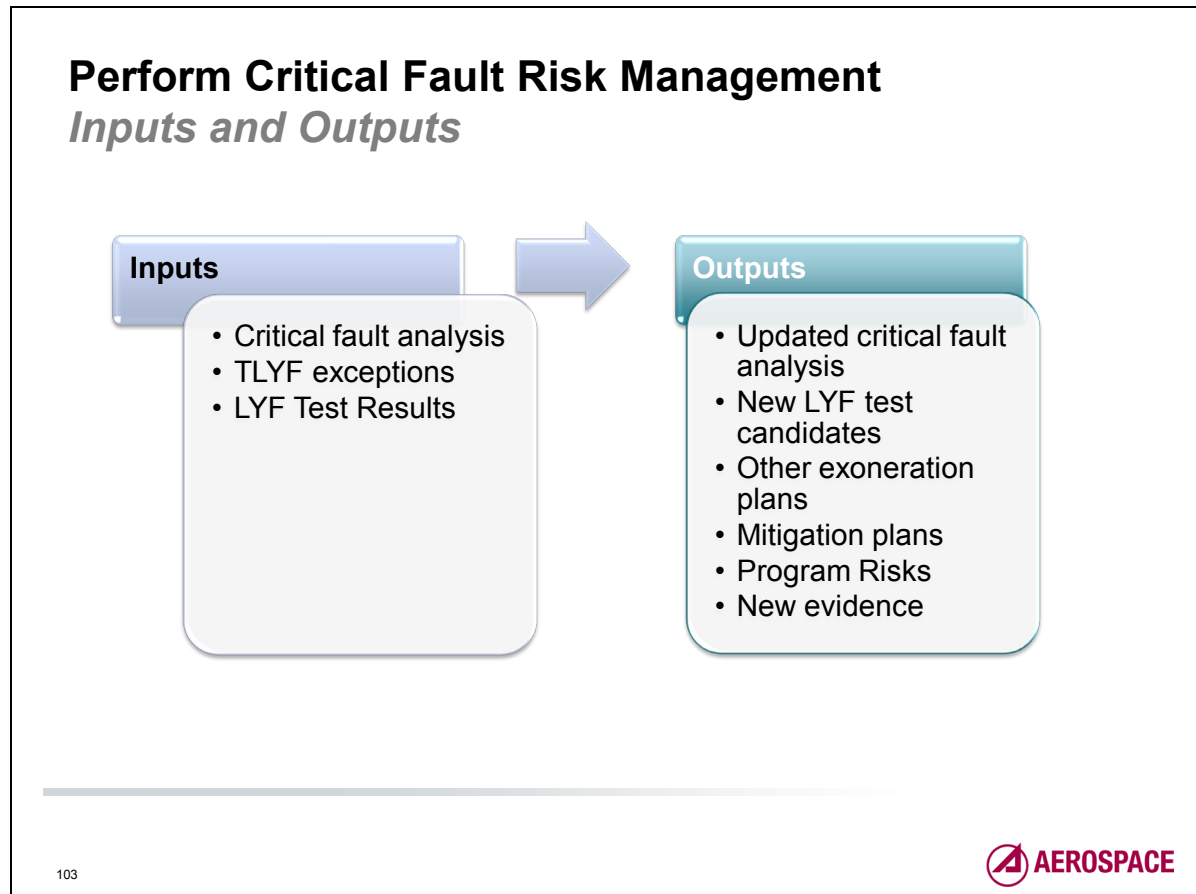 Perform Critical Fault Risk Management
Inputs and Outputs
Inputs
• Critical fault analysis
• TLYF exceptions
• LYF Test Results
Outputs
• Updated critical fault
analysis
• New LYF test
candidates
• Other exoneration
plans
• Mitigation plans
• Program Risks
• New evidence
103
AEROSPACE